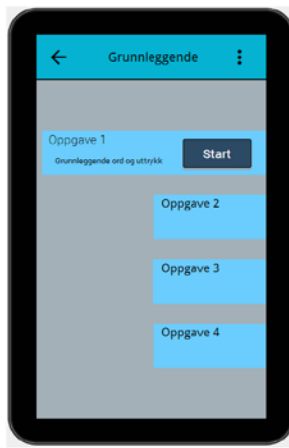 Grunnleggende
Oppgave 1
Grunnleggende ord og uttrykk
Start
Oppgave 2
Oppgave 3
Oppgave 4